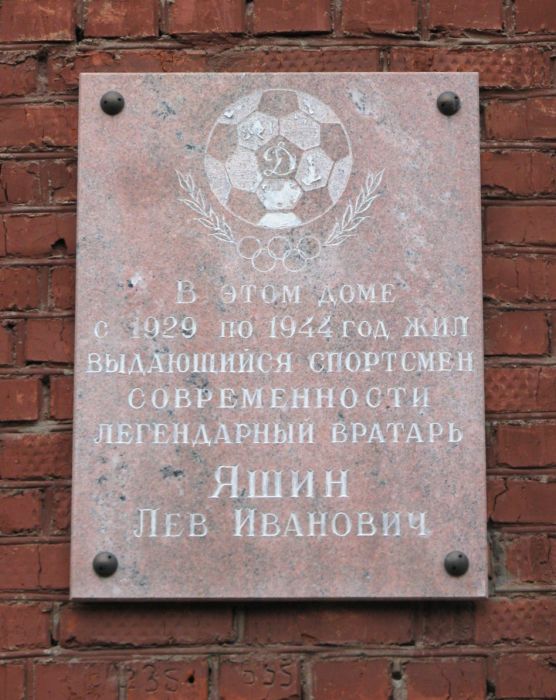 Д
В ЭТОМ ДОМЕ
С 1929 ПО 1944 ГОД ЖИЛ
ВЫДАЮЩИЙСЯ СПОРТСМЕН
СОВРЕМЕННОСТИ
ЛЕГЕНДАРНЫЙ ВРАТАРЬ
ЯШИН
ЛЕВ ИВАНОВИЧ